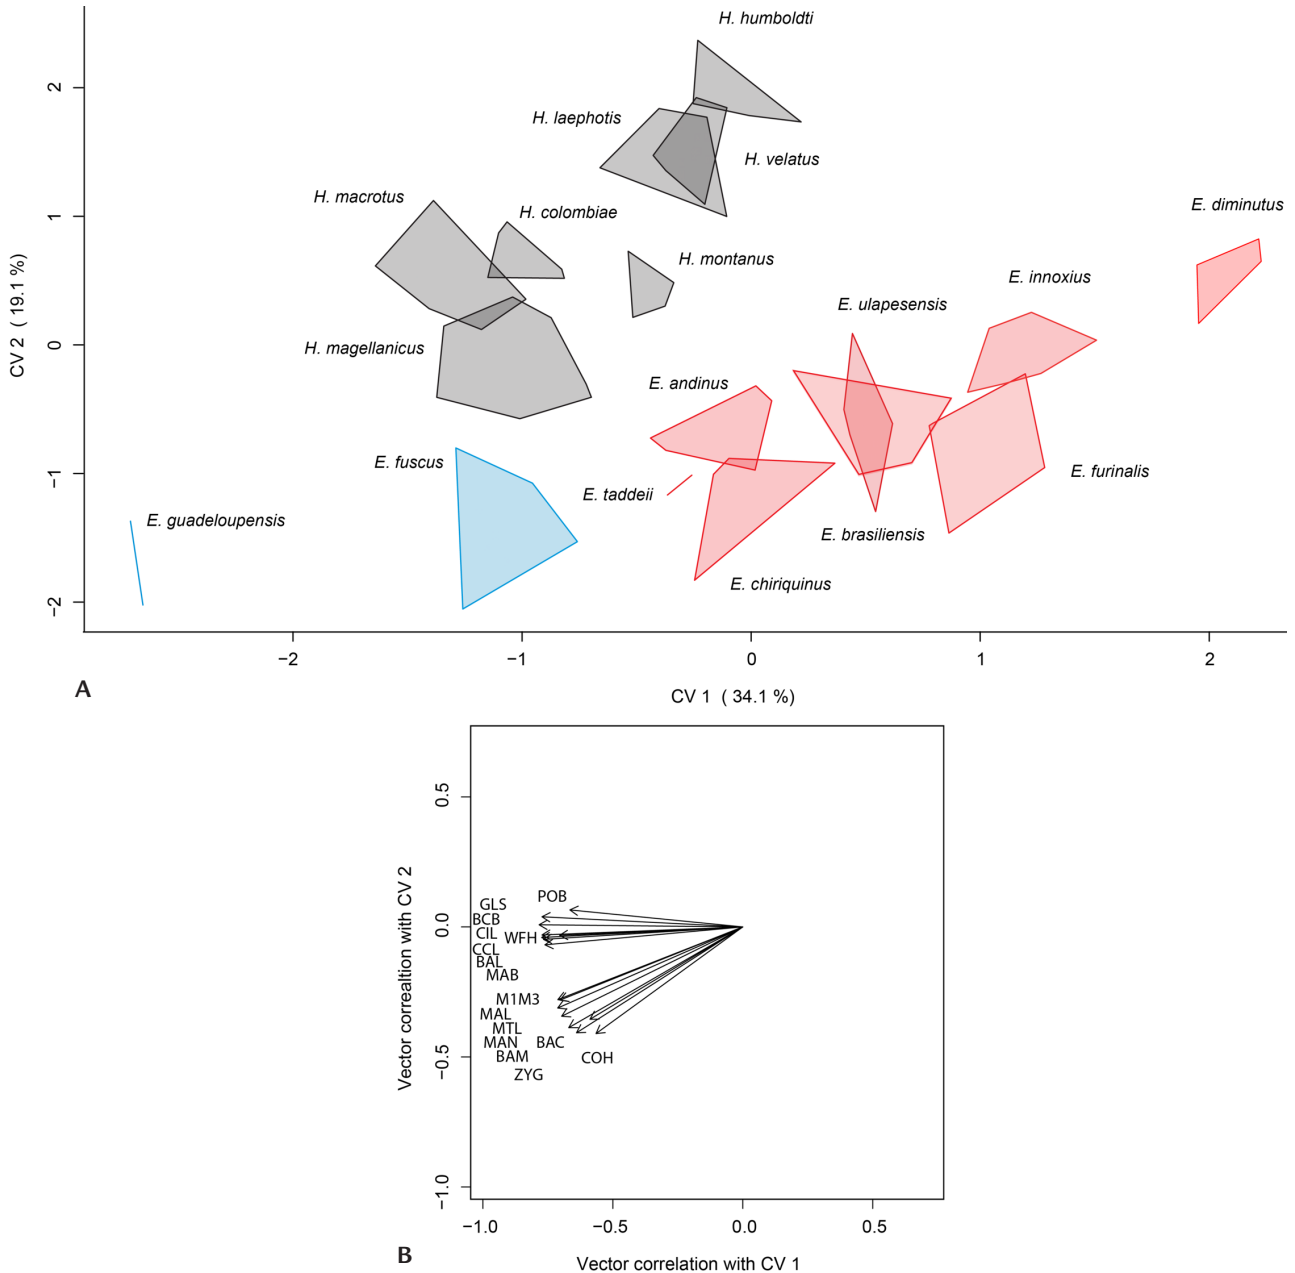 H. humboldti
2
H. laephotis
H. velatus
H. macrotus
E. diminutus
H. colombiae
1
H. montanus
E. innoxius
E. ulapesensis
CV 2 ( 19.1 %)
0
H. magellanicus
E. andinus
E. fuscus
−1
E. furinalis
E. taddeii
E. guadeloupensis
E. brasiliensis
E. chiriquinus
−2
−2 −1 0 1 2
A
CV 1 ( 34.1 %)
0.5
Vector correaltion with CV 2
POB
GLS
BCB
0.0
CIL
WFH
CCL
BAL
MAB
M1M3
MAL
MTL
MAN BAC
BAM
COH
−0.5
ZYG
−1.0
−1.0 −0.5 0.0 0.5
B
Vector correlation with CV 1